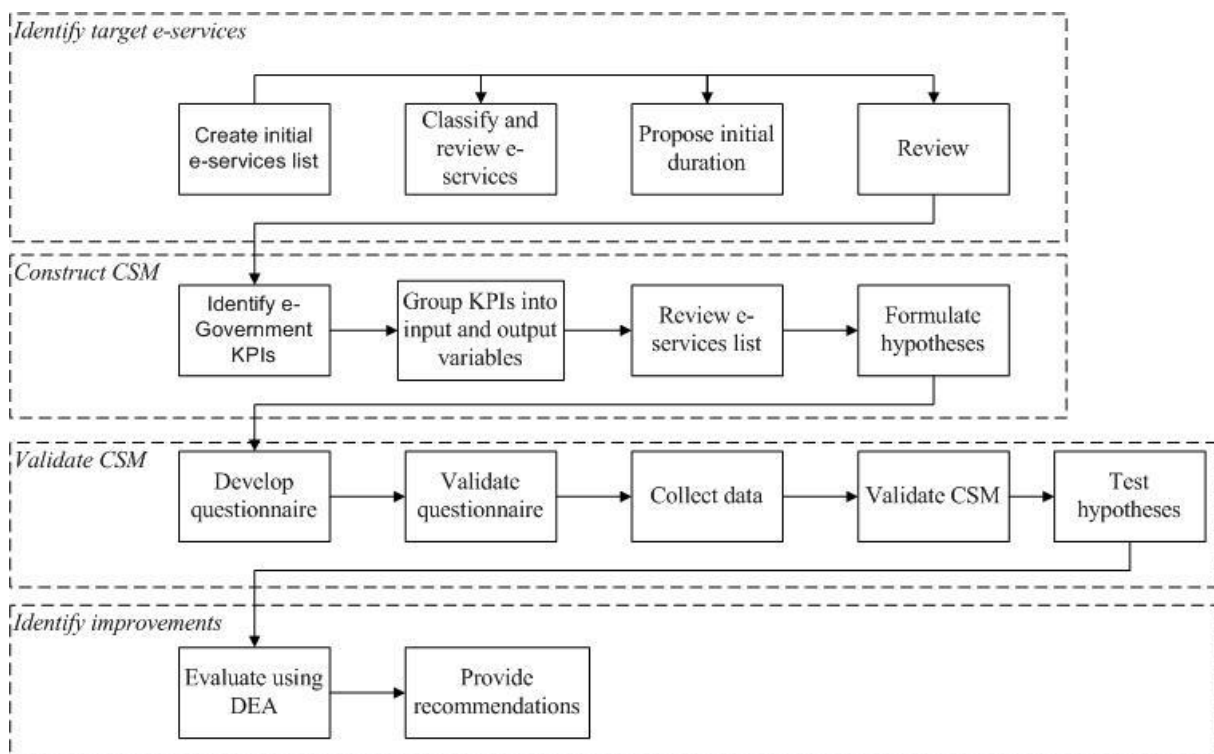 Identify target e-services
Create initial
e-services list
Classify and
review e-
services
Propose initial
duration
Review
Construct CSM
Identify e-
Government
KPIs
Group KPIs into
input and output
variables
Review e-
services list
Formulate
hypotheses
Validate CSM
Develop
questionnaire
Validate
questionnaire
Collect data
Validate CSM
Test
hypotheses
Identify improvements
Evaluate using
DEA
Provide
recommendations